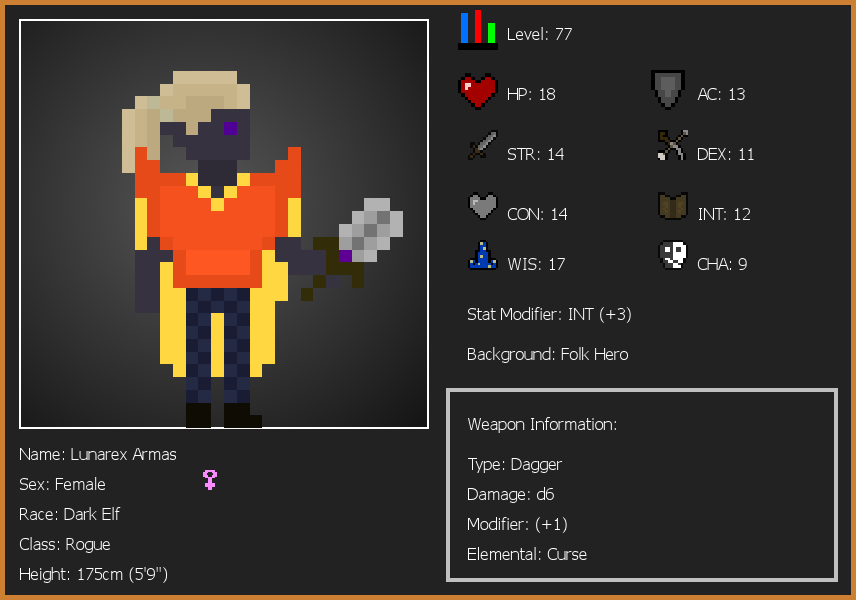 Level: 77
HP: 18
AC: 13
STR: 14
DEX: 11
CON: 14
INT: 12
WIS: 17
CHA: 9
Stat Modifier: INT (+3)
Background: Folk Hero
Weapon Information:
Type: Dagger
Damage: d6
Modifier: (+1)
Elemental: Curse
Name: Lunarex Armas
Sex: Female
Race: Dark Elf
Class: Rogue
Height: 175cm (5'9")